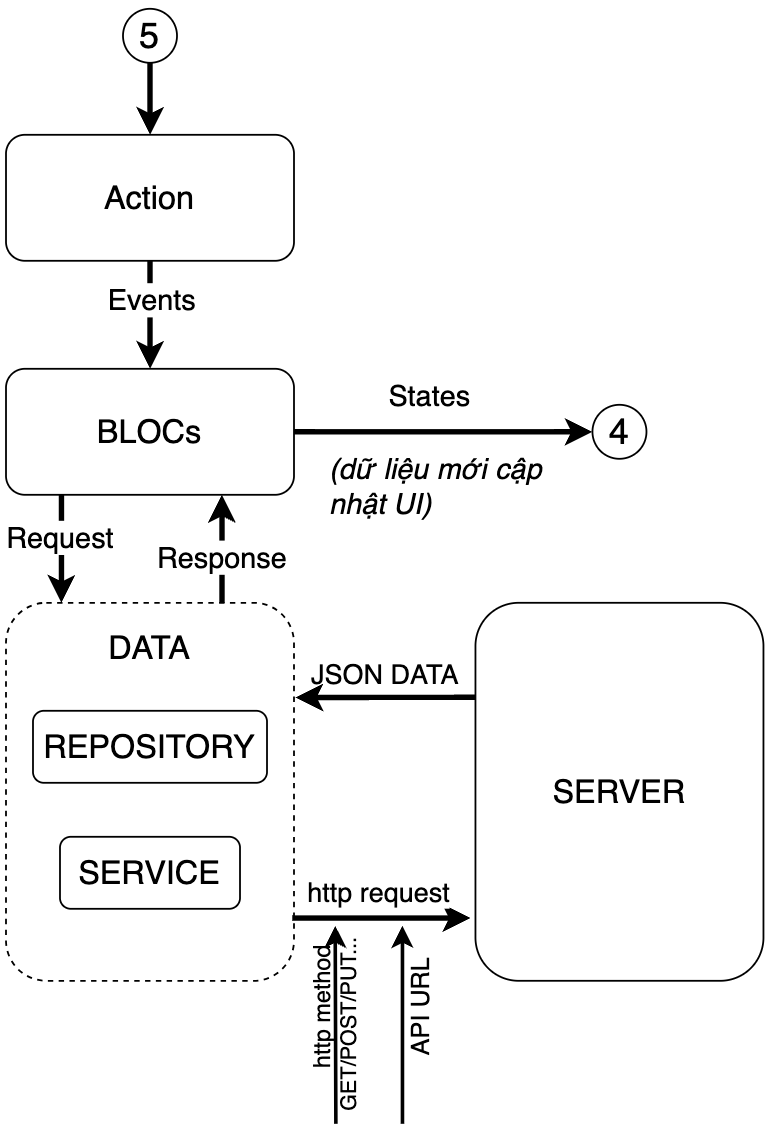 5
Action
Events
BLOCs
States
4
(dữ liệu mới cập
nhật UI)
Request
Response
DATA
JSON DATA
REPOSITORY
SERVER
SERVICE
http request
http method
GET/POST/PUT...
API URL